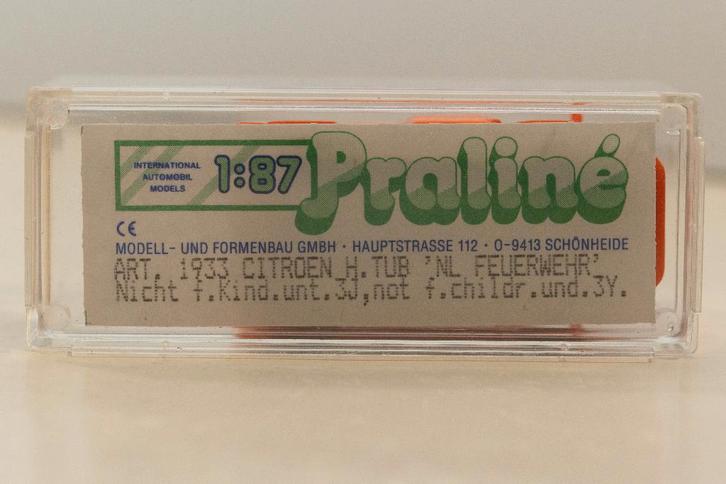 INTERNATIONAL
AUTOMOBIL
MODELS
1:87
Praliné
CE
MODELL- UND FORMENBAU GMBH · HAUPTSTRASSE 112 · O-9413 SCHÖNHEIDE
ART. 1933 CITROEN H.TUB 'NL FEUERWEHR'
Nicht f.Kind.unt.3J,not f.childr.und.3Y.